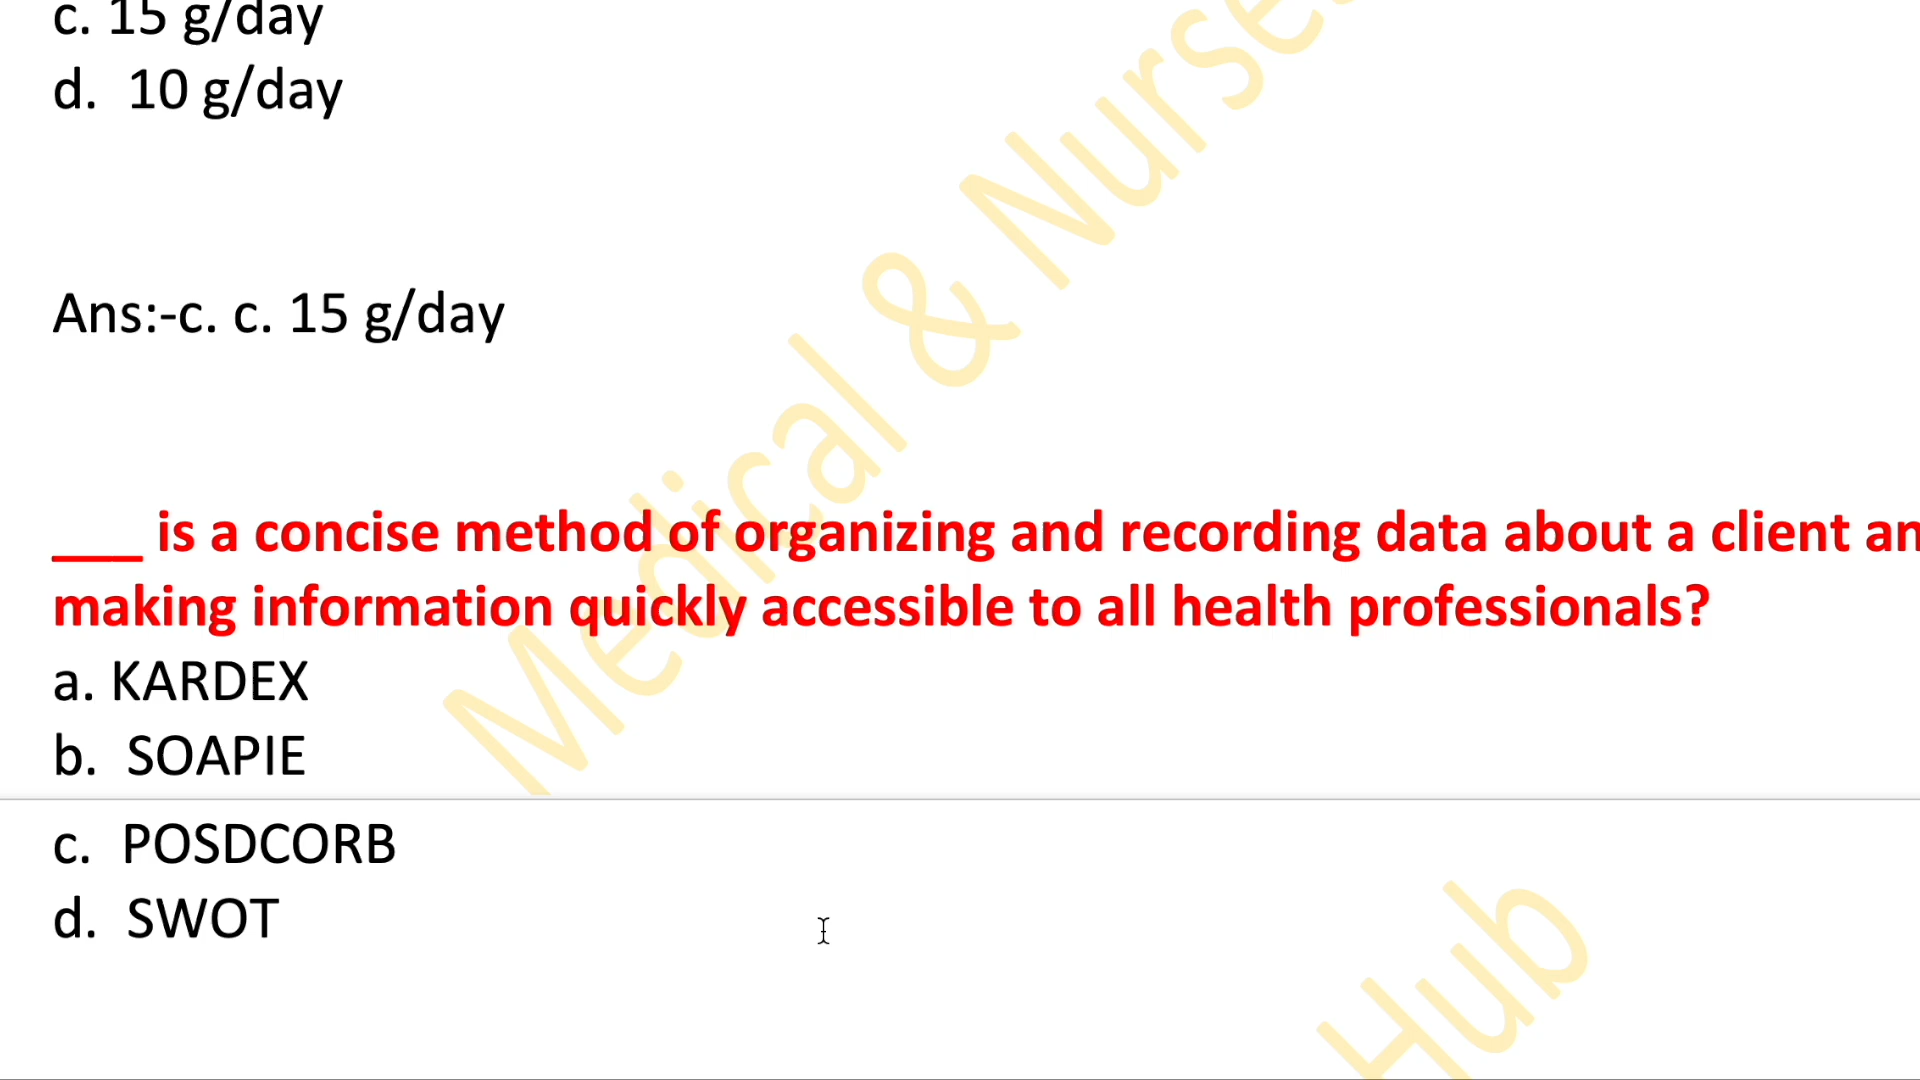 c. 15 g/day
d. 10 g/day
Ans:-c. c. 15 g/day
___ is a concise method of organizing and recording data about a client an
making information quickly accessible to all health professionals?
a. KARDEX
b. SOAPIE
c. POSDCORB
d. SWOT
Medical & Nurse
Hub